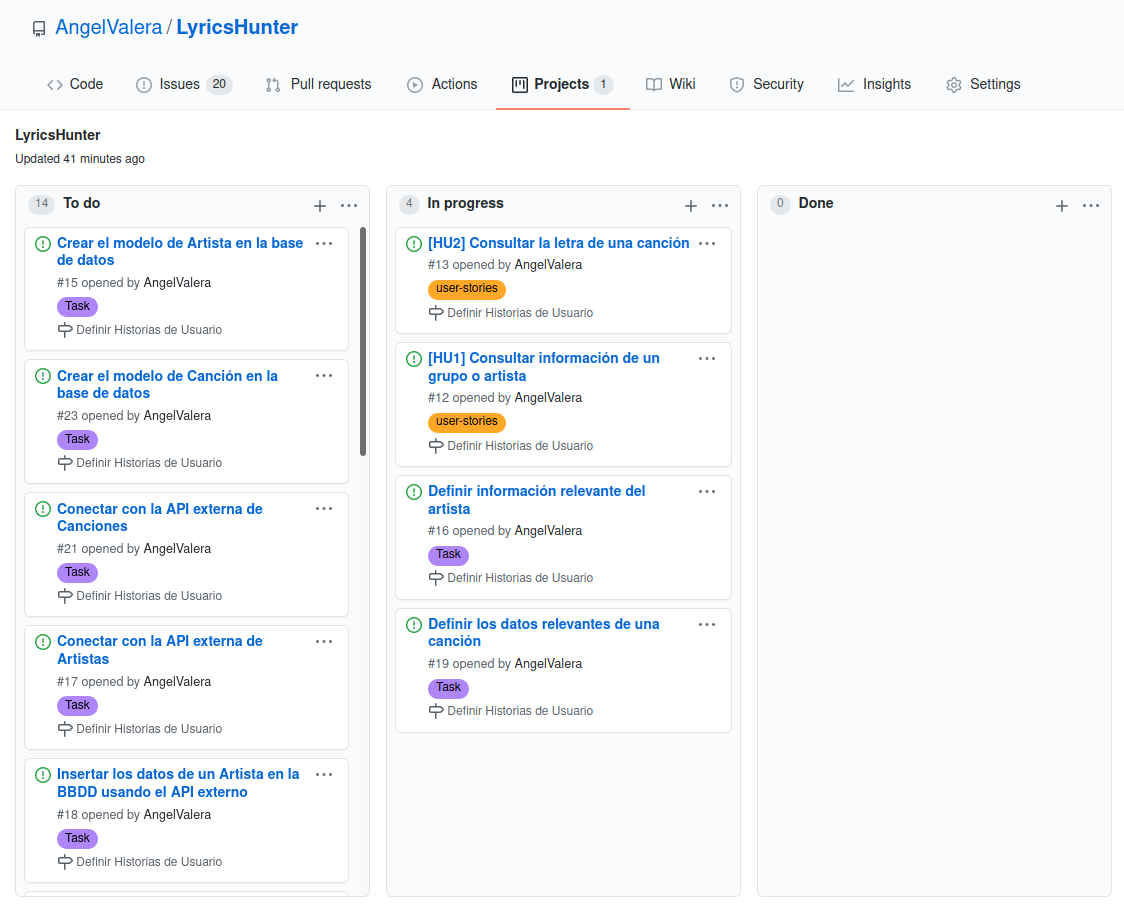 AngelValera / LyricsHunter
Code
Issues 20
Pull requests
Actions
Projects 1
Wiki
Security
Insights
Settings
LyricsHunter
Updated 41 minutes ago
14 To do
Crear el modelo de Artista en la base
de datos
#15 opened by AngelValera
Task
Definir Historias de Usuario
Crear el modelo de Canción en la
base de datos
#23 opened by AngelValera
Task
Definir Historias de Usuario
Conectar con la API externa de
Canciones
#21 opened by AngelValera
Task
Definir Historias de Usuario
Conectar con la API externa de
Artistas
#17 opened by AngelValera
Task
Definir Historias de Usuario
Insertar los datos de un Artista en la
BBDD usando el API externo
#18 opened by AngelValera
Task
Definir Historias de Usuario
4 In progress
[HU2] Consultar la letra de una canción
#13 opened by AngelValera
user-stories
Definir Historias de Usuario
[HU1] Consultar información de un
grupo o artista
#12 opened by AngelValera
user-stories
Definir Historias de Usuario
Definir información relevante del
artista
#16 opened by AngelValera
Task
Definir Historias de Usuario
Definir los datos relevantes de una
canción
#19 opened by AngelValera
Task
Definir Historias de Usuario
0 Done